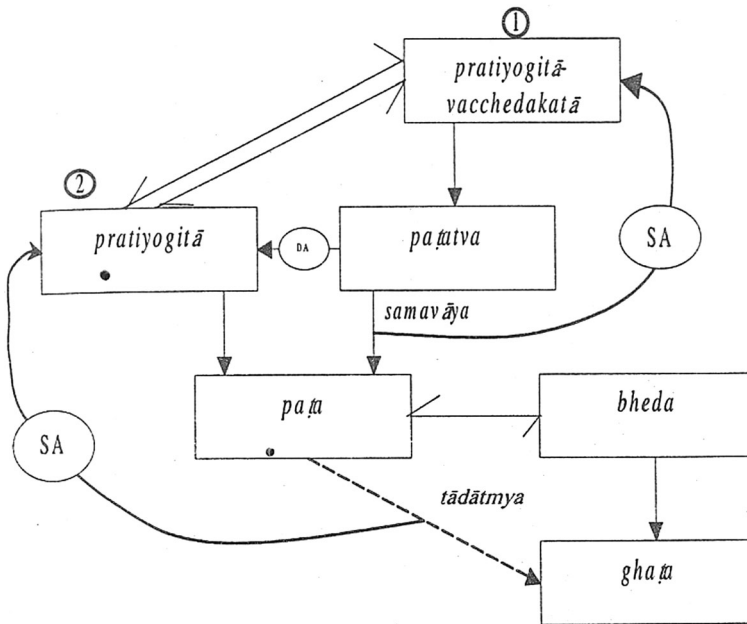 ①
pratiyogitā-
vacchedakatā
②
pratiyogitā
DA
paṭatva
SA
samavāya
paṭa
bheda
SA
tādātmya
ghaṭa